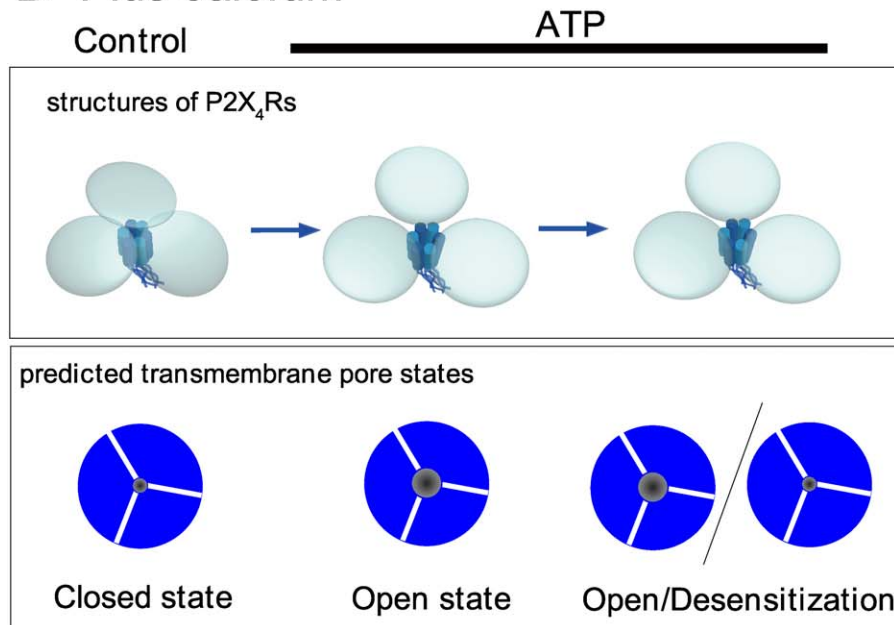 Control
ATP
structures of P2X₄Rs
predicted transmembrane pore states
Closed state
Open state
Open/Desensitization